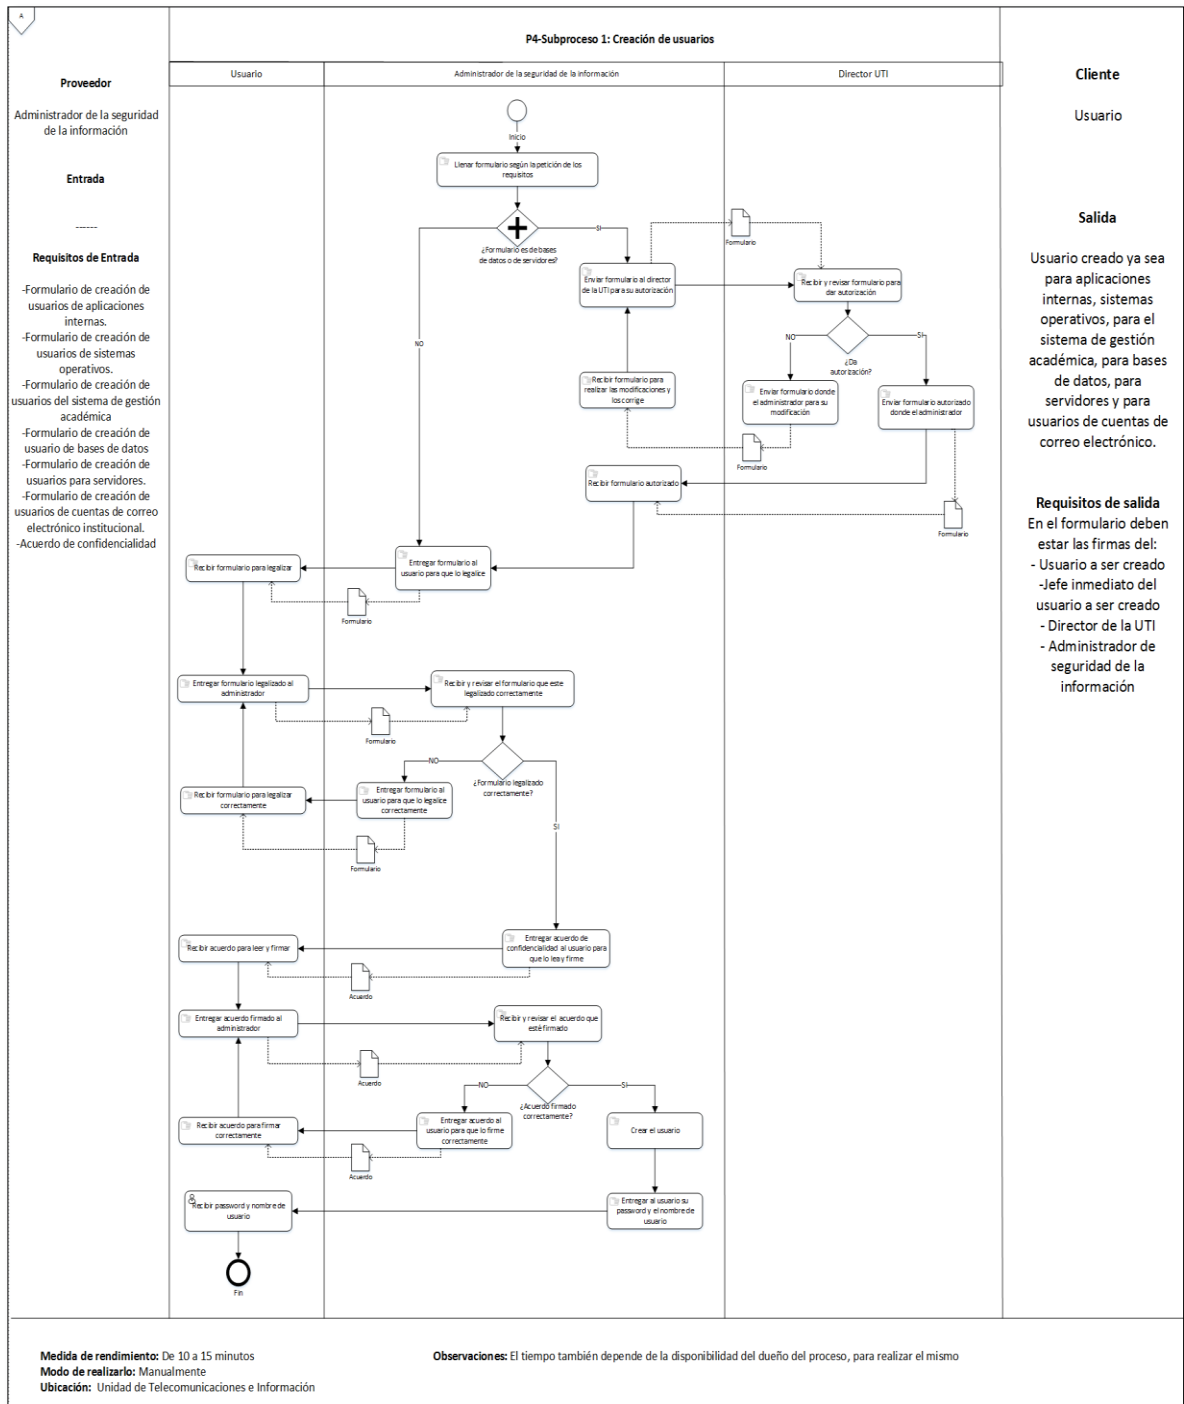 A
P4-Subproceso 1: Creación de usuarios
Proveedor
Administrador de la seguridad
de la información
Entrada
------
Requisitos de Entrada
-Formulario de creación de
usuarios de aplicaciones
internas.
-Formulario de creación de
usuarios de sistemas
operativos.
-Formulario de creación de
usuarios del sistema de gestión
académica
-Formulario de creación de
usuario de bases de datos
-Formulario de creación de
usuarios para servidores.
-Formulario de creación de
usuarios de cuentas de correo
electrónico institucional.
-Acuerdo de confidencialidad
Usuario
Administrador de la seguridad de la información
Director UTI
Inicio
Llenar formulario según la petición de los
requisitos
¿Formulario es de bases
de datos o de servidores?
SI
NO
Enviar formulario al director
de la UTI para su autorización
Formulario
Recibir y revisar formulario para
dar autorización
¿Da
autorización?
NO
SI
Recibir formulario para
realizar las modificaciones y
los corrige
Enviar formulario donde
el administrador para su
modificación
Enviar formulario autorizado
donde el administrador
Formulario
Recibir formulario autorizado
Formulario
Entregar formulario al
usuario para que lo legalice
Recibir formulario para legalizar
Formulario
Entregar formulario legalizado al
administrador
Recibir y revisar el formulario que este
legalizado correctamente
Formulario
¿Formulario legalizado
correctamente?
NO
SI
Entregar formulario al
usuario para que lo legalice
correctamente
Recibir formulario para legalizar
correctamente
Formulario
Entregar acuerdo de
confidencialidad al usuario para
que lo lea y firme
Recibir acuerdo para leer y firmar
Acuerdo
Entregar acuerdo firmado al
administrador
Recibir y revisar el acuerdo que
esté firmado
Acuerdo
¿Acuerdo firmado
correctamente?
NO
SI
Entregar acuerdo al
usuario para que lo firme
correctamente
Recibir acuerdo para firmar
correctamente
Acuerdo
Crear el usuario
Entregar al usuario su
password y el nombre de
usuario
Recibir password y nombre de
usuario
Fin
Cliente
Usuario
Salida
Usuario creado ya sea
para aplicaciones
internas, sistemas
operativos, para el
sistema de gestión
académica, para bases
de datos, para
servidores y para
usuarios de cuentas de
correo electrónico.
Requisitos de salida
En el formulario deben
estar las firmas del:
- Usuario a ser creado
-Jefe inmediato del
usuario a ser creado
- Director de la UTI
- Administrador de
seguridad de la
información
Medida de rendimiento: De 10 a 15 minutos
Modo de realizarlo: Manualmente
Ubicación: Unidad de Telecomunicaciones e Información
Observaciones: El tiempo también depende de la disponibilidad del dueño del proceso, para realizar el mismo